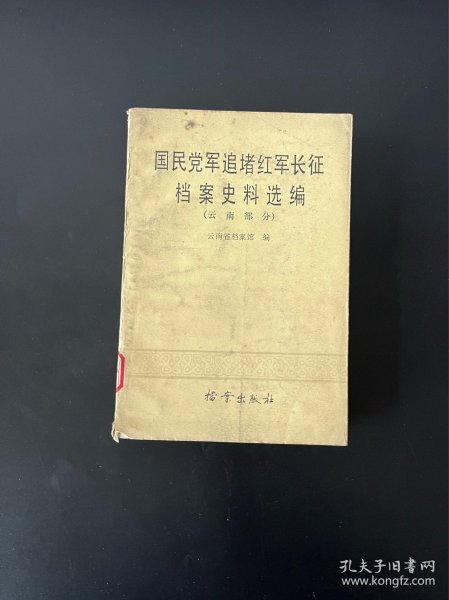 国民党军追堵红军长征
档案史料选编
(云南部分)
云南省档案馆 编
档案出版社
孔夫子旧书网
www.kongfz.com